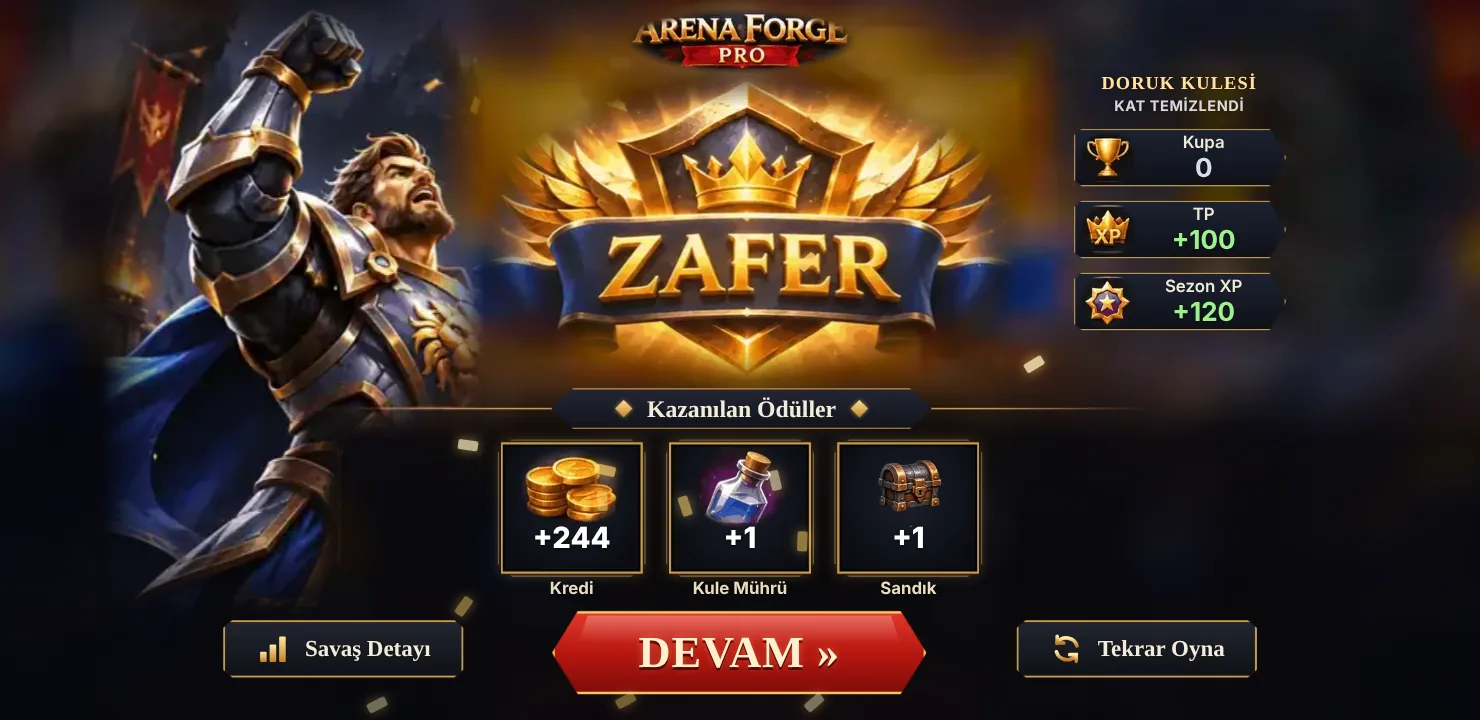 ARENA FORGE
PRO
DORUK KULESİ
KAT TEMİZLENDİ
Kupa
0
XP
TP
+100
Sezon XP
+120
ZAFER
Kazanılan Ödüller
+244
+1
+1
Kredi
Kule Mührü
Sandık
Savaş Detayı
DEVAM »
Tekrar Oyna